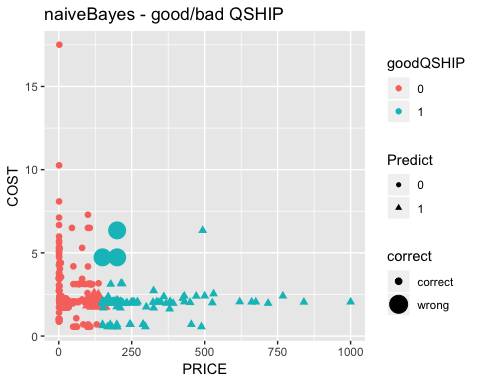 naiveBayes - good/bad QSHIP
15
10
5
0
COST
0
250
500
750
1000
PRICE
goodQSHIP
0
1
Predict
0
1
correct
correct
wrong